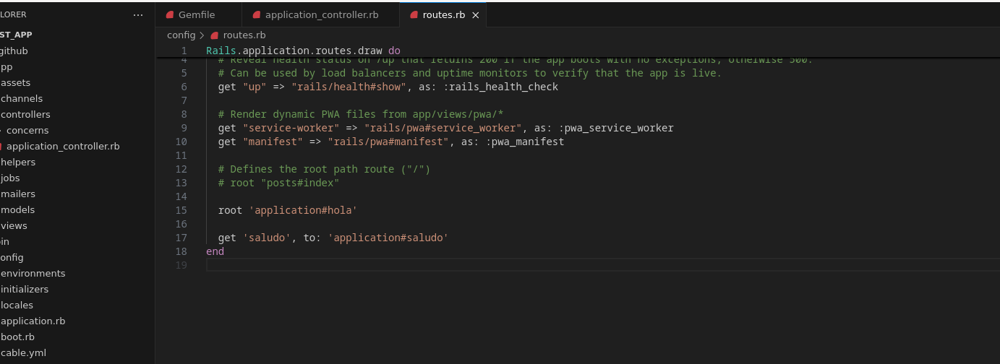 LORER
...
Gemfile
application_controller.rb
routes.rb ×
ST_APP
github
pp
assets
channels
controllers
concerns
application_controller.rb
helpers
jobs
mailers
models
views
in
onfig
environments
initializers
locales
application.rb
boot.rb
cable.yml
config > routes.rb
1 Rails.application.routes.draw do
4 # Reveal health status on /up that returns 200 if the app boots with no exceptions, otherwise 500.
5 # Can be used by load balancers and uptime monitors to verify that the app is live.
6 get "up" => "rails/health#show", as: :rails_health_check
7
8 # Render dynamic PWA files from app/views/pwa/*
9 get "service-worker" => "rails/pwa#service_worker", as: :pwa_service_worker
10 get "manifest" => "rails/pwa#manifest", as: :pwa_manifest
11
12 # Defines the root path route ("/")
13 # root "posts#index"
14
15 root 'application#hola'
16
17 get 'saludo', to: 'application#saludo'
18 end
19